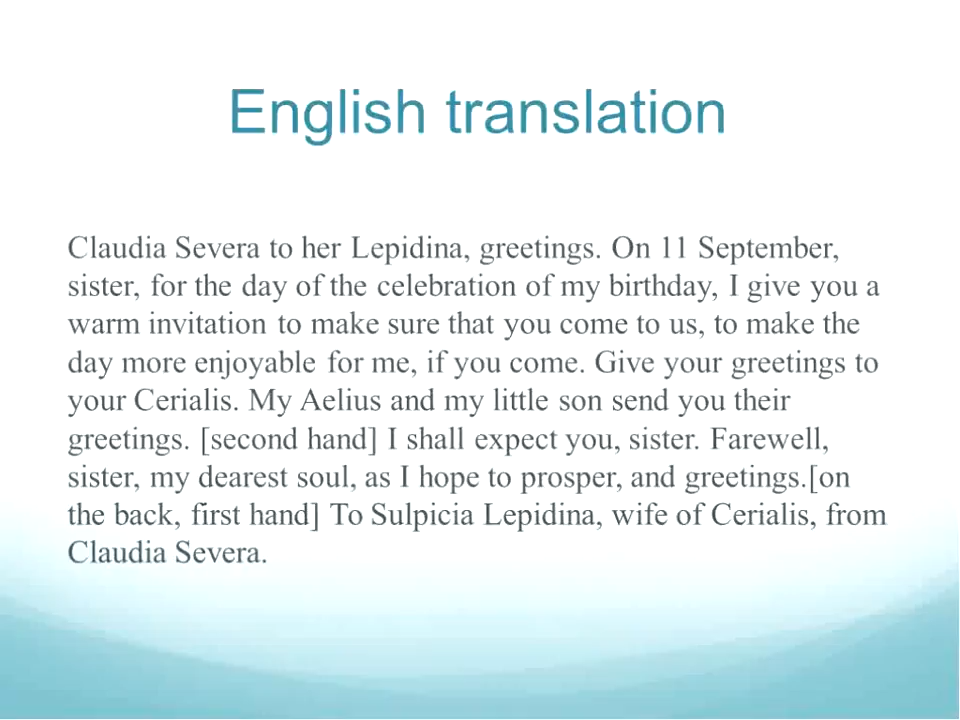 English translation
Claudia Severa to her Lepidina, greetings. On 11 September,
sister, for the day of the celebration of my birthday, I give you a
warm invitation to make sure that you come to us, to make the
day more enjoyable for me, if you come. Give your greetings to
your Cerialis. My Aelius and my little son send you their
greetings. [second hand] I shall expect you, sister. Farewell,
sister, my dearest soul, as I hope to prosper, and greetings.[on
the back, first hand] To Sulpicia Lepidina, wife of Cerialis, from
Claudia Severa.